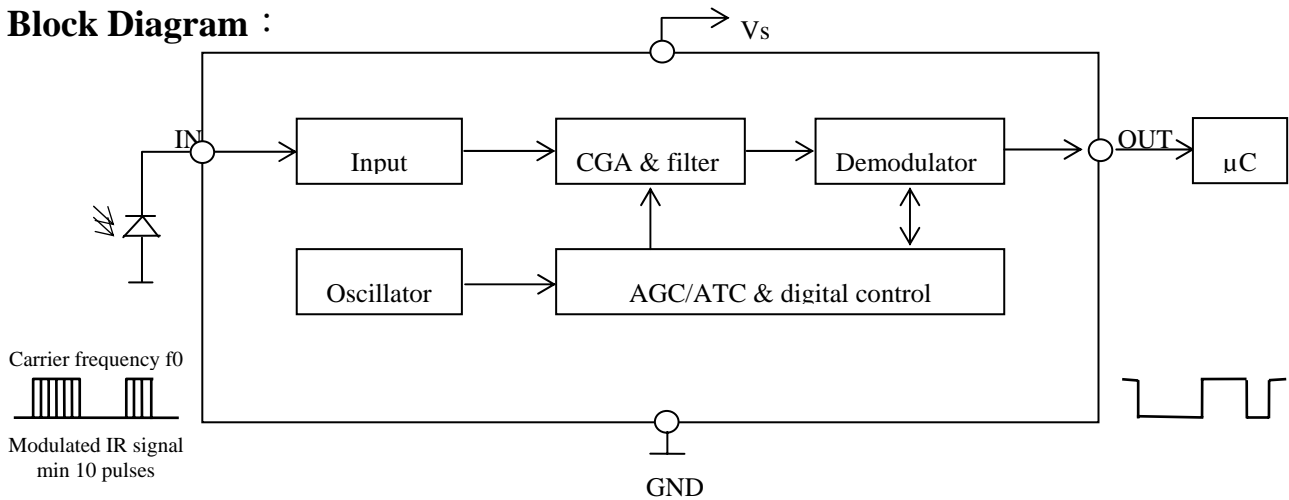 Block Diagram：
Vs
IN
Input
CGA & filter
Demodulator
OUT
µC
Oscillator
AGC/ATC & digital control
Carrier frequency f0
Modulated IR signal
min 10 pulses
GND